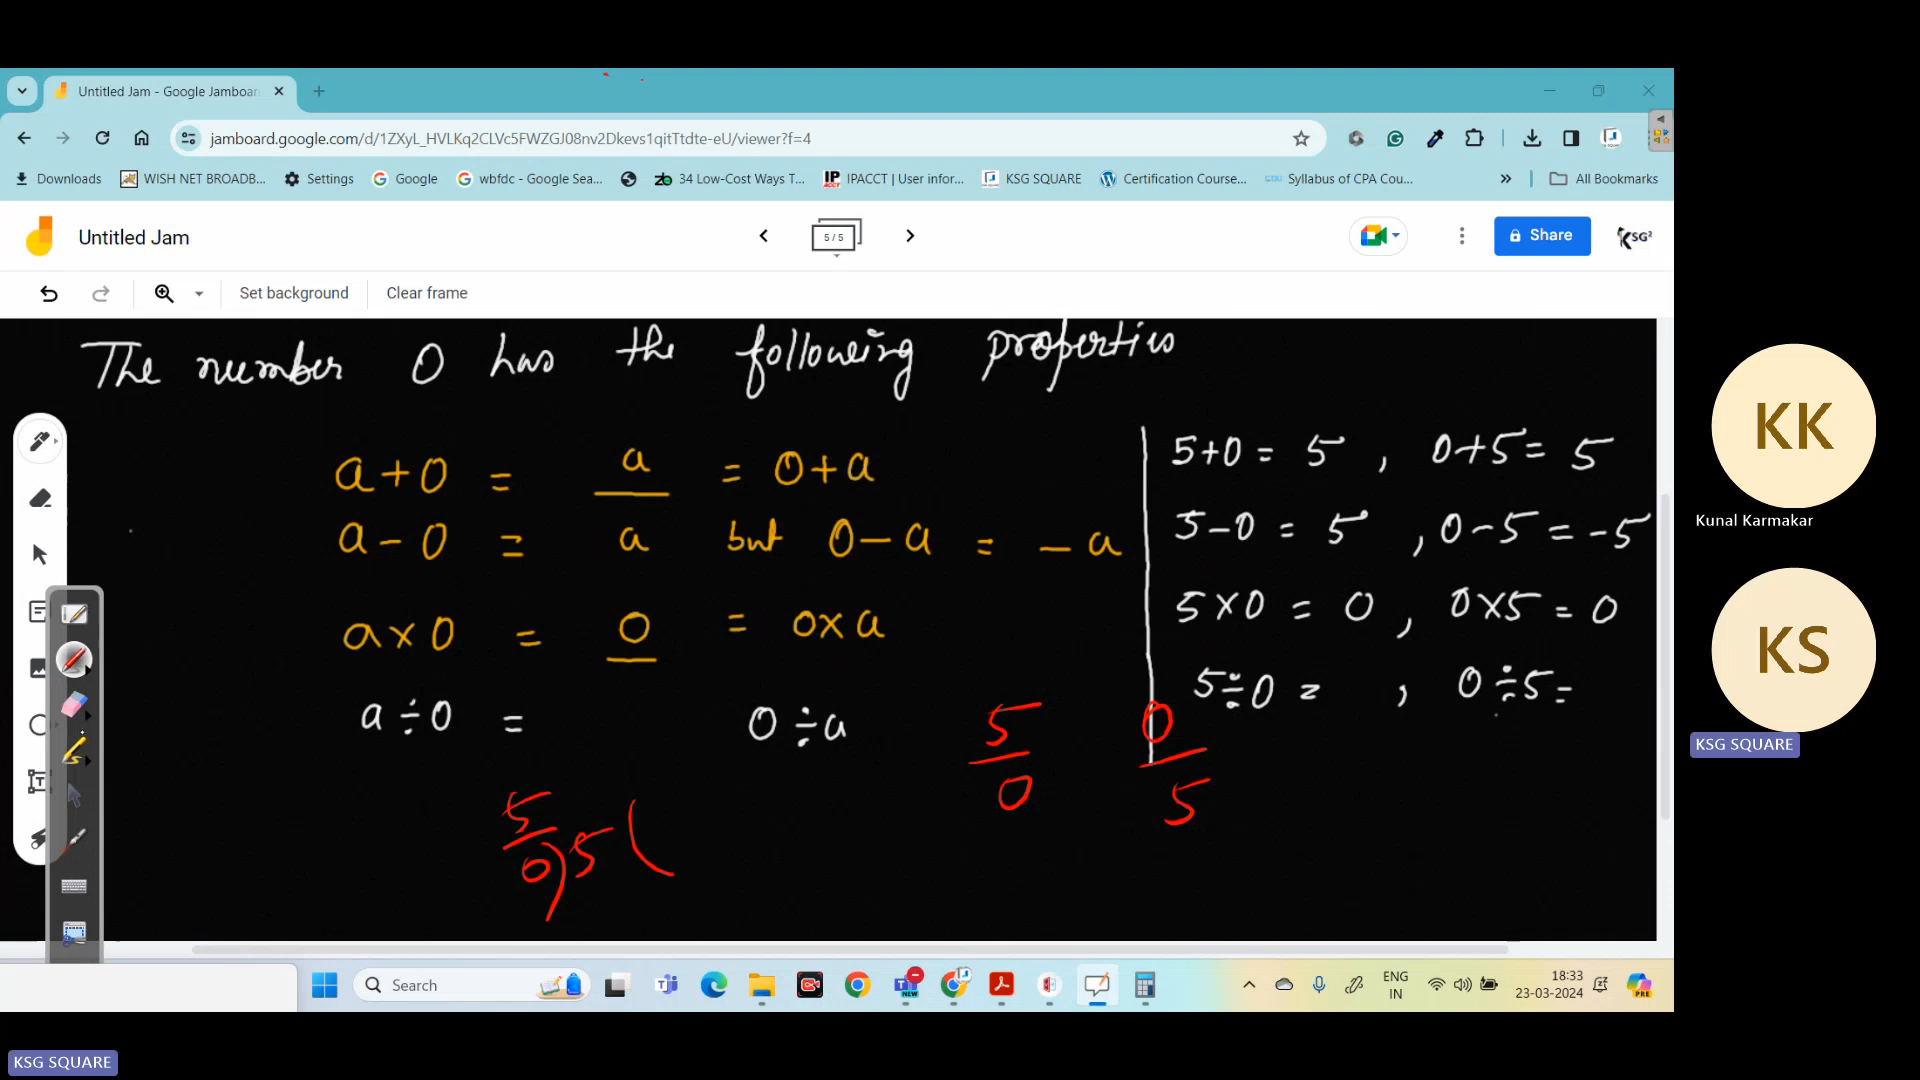 Untitled Jam - Google Jamboar
jamboard.google.com/d/1ZXyL_HVLKq2CLVc5FWZGJ08nv2Dkevs1qitTtdte-eU/viewer?f=4
Downloads WISH NET BROADB... Settings Google wbfdc - Google Sea... 34 Low-Cost Ways T... IPACCT | User infor... KSG SQUARE Certification Course... Syllabus of CPA Cou... » All Bookmarks
Untitled Jam 5 / 5 Share KSG²
Set background Clear frame
The number 0 has the following properties
a+0 = a = 0+a
a-0 = a but 0-a = -a
a×0 = 0 = 0×a
a÷0 = 0÷a
5+0 = 5 , 0+5= 5
5-0 = 5 , 0-5 = -5
5×0 = 0 , 0×5 = 0
5÷0 = , 0÷5=
5 0
0 5
5
0)5(
KK
Kunal Karmakar
KS
KSG SQUARE
Search ENG 18:33
IN 23-03-2024
KSG SQUARE